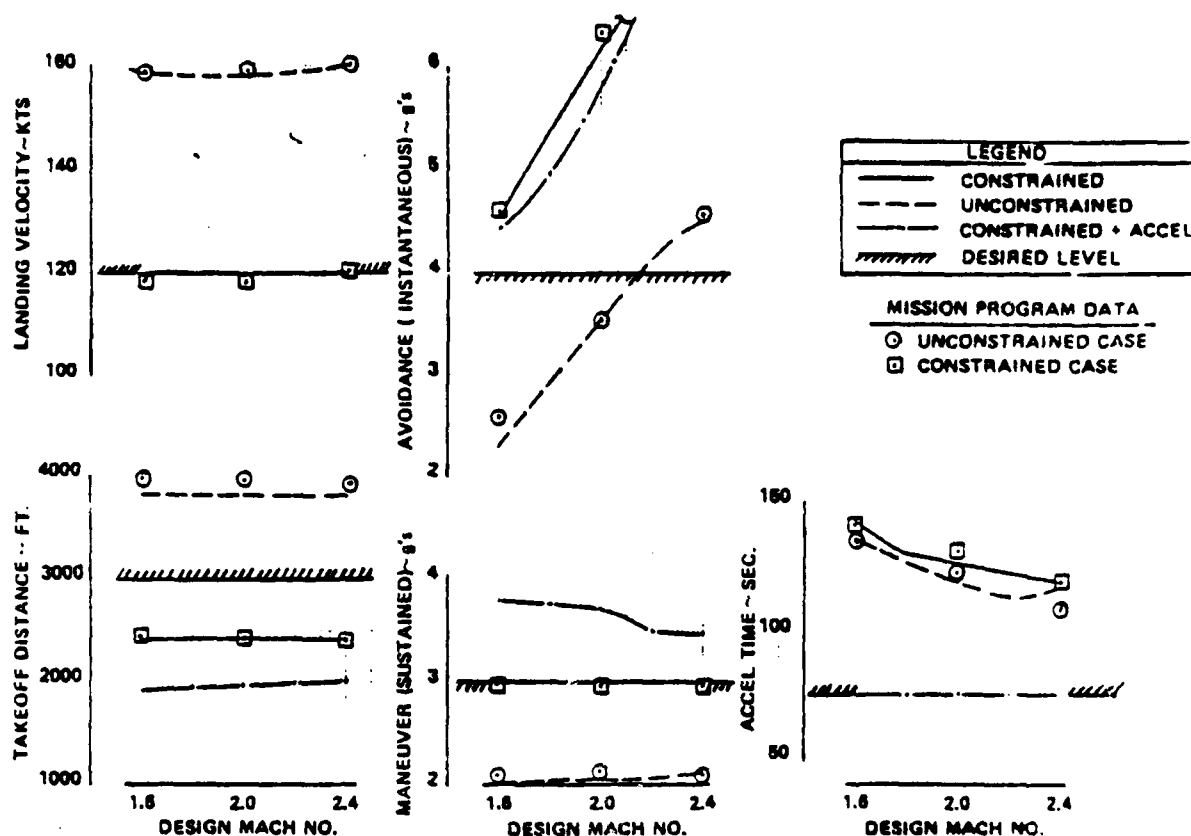 LANDING VELOCITY~KTS
160
140
120
100
AVOIDANCE ( INSTANTANEOUS) ~ g's
6
5
4
3
2
LEGEND
CONSTRAINED
UNCONSTRAINED
CONSTRAINED + ACCEL
DESIRED LEVEL
MISSION PROGRAM DATA
UNCONSTRAINED CASE
CONSTRAINED CASE
TAKEOFF DISTANCE -- FT.
4000
3000
2000
1000
1.6 2.0 2.4
DESIGN MACH NO.
MANEUVER (SUSTAINED)~g's
4
3
2
1.6 2.0 2.4
DESIGN MACH NO.
ACCEL TIME ~ SEC.
150
100
50
1.6 2.0 2.4
DESIGN MACH NO.